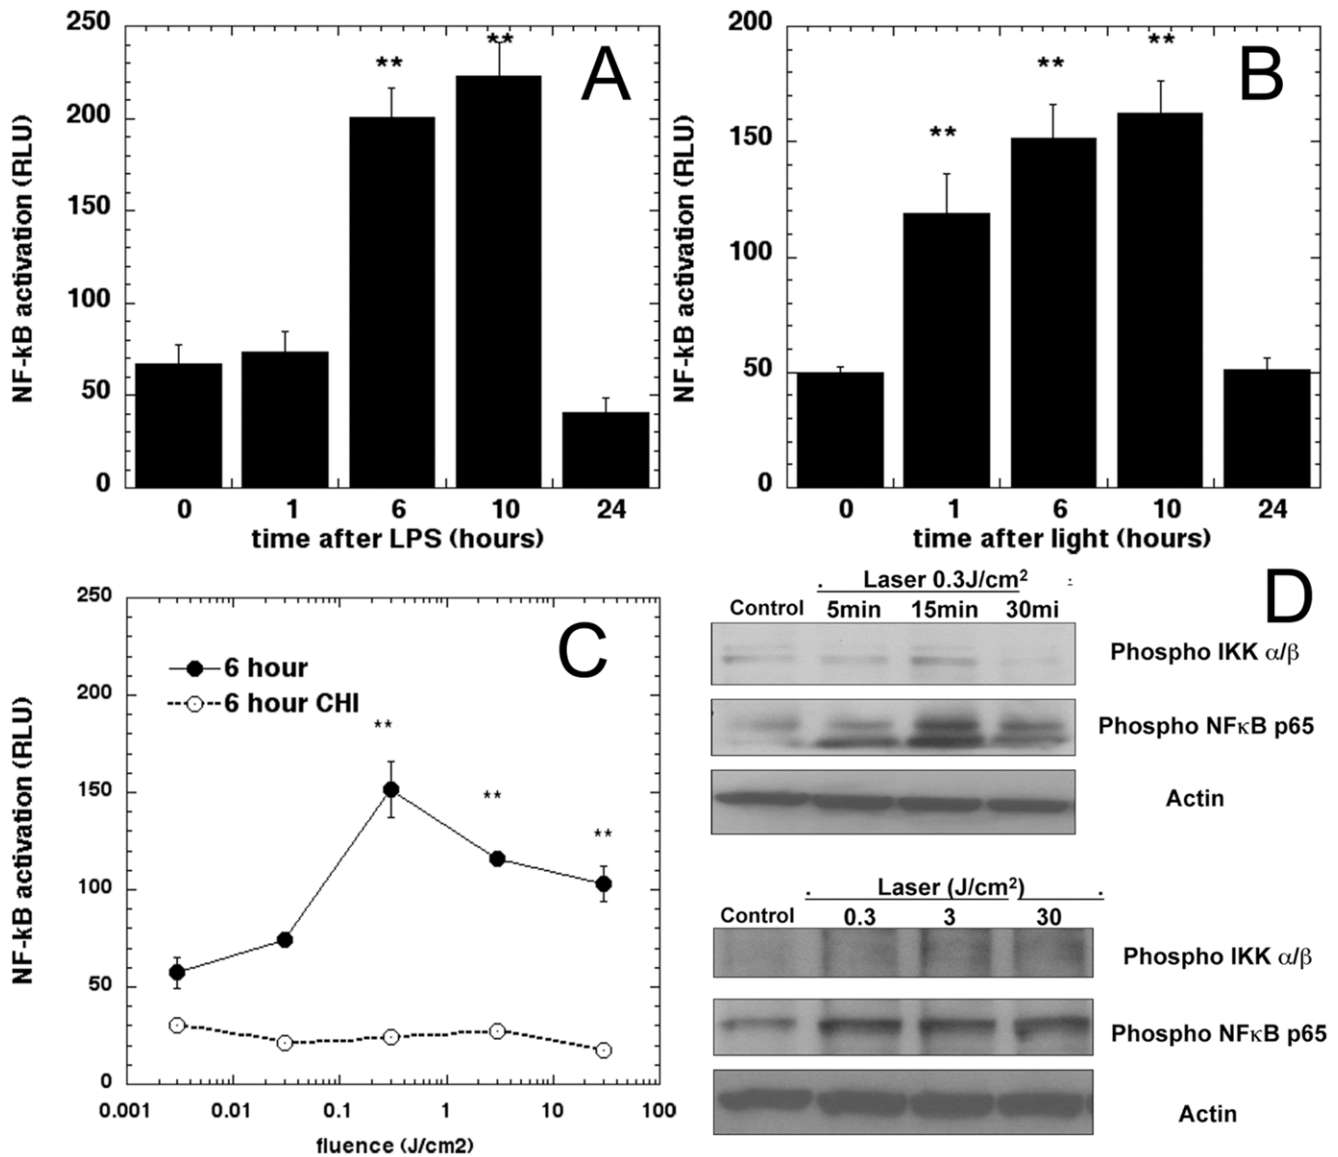 A
NF-kB activation (RLU)
250
200
150
100
50
0
** **
0 1 6 10 24
time after LPS (hours)
B
NF-kB activation (RLU)
200
150
100
50
0
** ** **
0 1 6 10 24
time after light (hours)
C
NF-kB activation (RLU)
250
200
150
100
50
0
6 hour
6 hour CHI
** ** **
0.001 0.01 0.1 1 10 100
fluence (J/cm2)
D
Laser 0.3J/cm²
Control 5min 15min 30mi
Phospho IKK α/β
Phospho NFκB p65
Actin
Laser (J/cm²)
Control 0.3 3 30
Phospho IKK α/β
Phospho NFκB p65
Actin